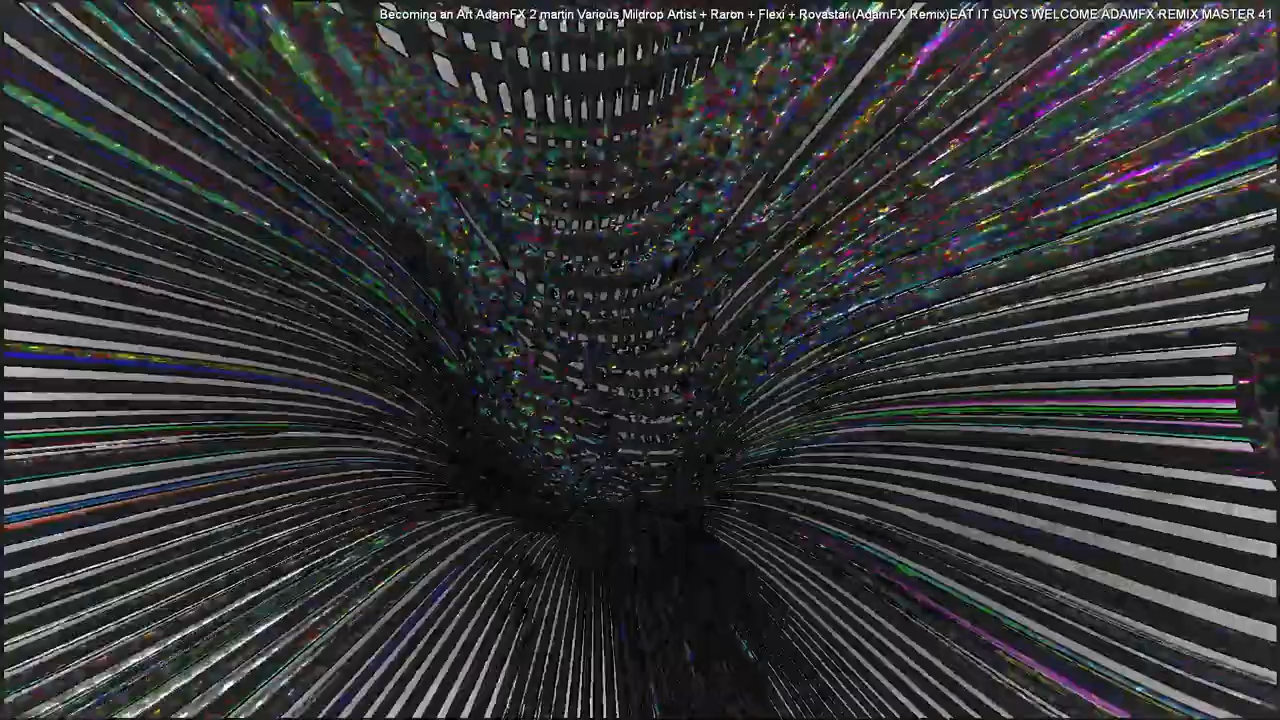 Becoming an Art AdamFX 2 martin Various Mildrop Artist + Raron + Flexi + Rovastar (AdamFX Remix)EAT IT GUYS WELCOME ADAMFX REMIX MASTER 41